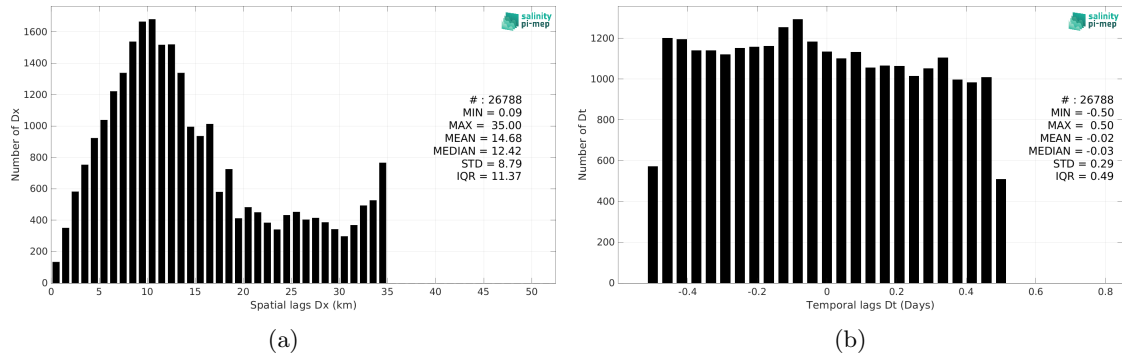 salinity
pi-mep
1600
1400
1200
1000
800
600
400
200
0
Number of Dx
# : 26788
MIN = 0.09
MAX = 35.00
MEAN = 14.68
MEDIAN = 12.42
STD = 8.79
IQR = 11.37
0 5 10 15 20 25 30 35 40 45 50
Spatial lags Dx (km)
(a)
salinity
pi-mep
1200
1000
800
600
400
200
0
Number of Dt
# : 26788
MIN = -0.50
MAX = 0.50
MEAN = -0.02
MEDIAN = -0.03
STD = 0.29
IQR = 0.49
-0.4 -0.2 0 0.2 0.4 0.6 0.8
Temporal lags Dt (Days)
(b)